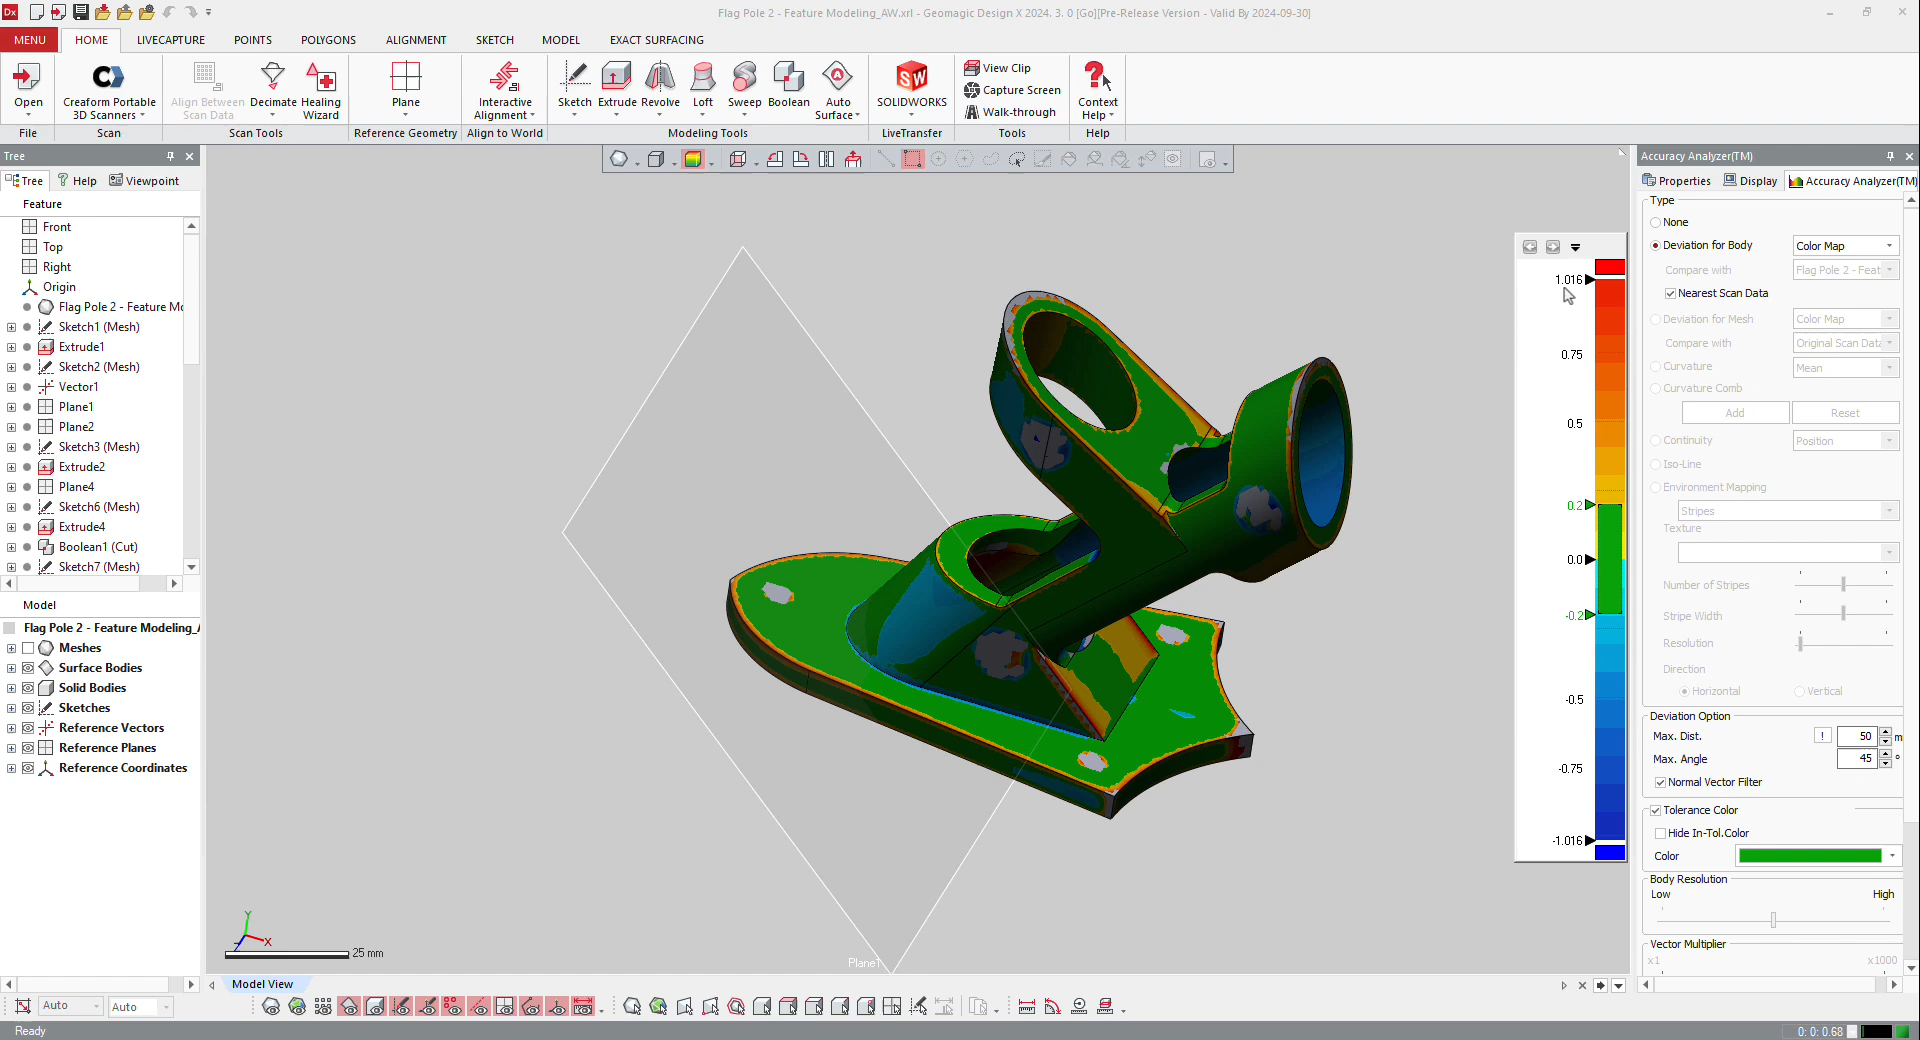 Dx
Flag Pole 2 - Feature Modeling_AW.xrl - Geomagic Design X 2024. 3. 0 [Go][Pre-Release Version - Valid By 2024-09-30]
MENU HOME LIVECAPTURE POINTS POLYGONS ALIGNMENT SKETCH MODEL EXACT SURFACING
Open
Creaform Portable 3D Scanners
Align Between Scan Data
Decimate
Healing Wizard
Plane
Interactive Alignment
Sketch
Extrude
Revolve
Loft
Sweep
Boolean
Auto Surface
SW
SOLIDWORKS
View Clip
Capture Screen
Walk-through
Context Help
File Scan Scan Tools Reference Geometry Align to World Modeling Tools LiveTransfer Tools Help
Tree
Tree Help Viewpoint
Feature
Front
Top
Right
Origin
Flag Pole 2 - Feature Mo
Sketch1 (Mesh)
Extrude1
Sketch2 (Mesh)
Vector1
Plane1
Plane2
Sketch3 (Mesh)
Extrude2
Plane4
Sketch6 (Mesh)
Extrude4
Boolean1 (Cut)
Sketch7 (Mesh)
Model
Flag Pole 2 - Feature Modeling_A
Meshes
Surface Bodies
Solid Bodies
Sketches
Reference Vectors
Reference Planes
Reference Coordinates
Y
X
Z
25 mm
Plane1
1.016
0.75
0.5
0.2
0.0
-0.2
-0.5
-0.75
-1.016
Accuracy Analyzer(TM)
Properties Display Accuracy Analyzer(TM)
Type
None
Deviation for Body Color Map
Compare with Flag Pole 2 - Feat
Nearest Scan Data
Deviation for Mesh Color Map
Compare with Original Scan Data
Curvature Mean
Curvature Comb
Add Reset
Continuity Position
Iso-Line
Environment Mapping
Stripes
Texture
Number of Stripes
Stripe Width
Resolution
Direction
Horizontal Vertical
Deviation Option
Max. Dist. ! 50 m
Max. Angle 45 °
Normal Vector Filter
Tolerance Color
Hide In-Tol.Color
Color
Body Resolution
Low High
Vector Multiplier
x1 x1000
Model View
Auto Auto
Ready
0: 0: 0.68